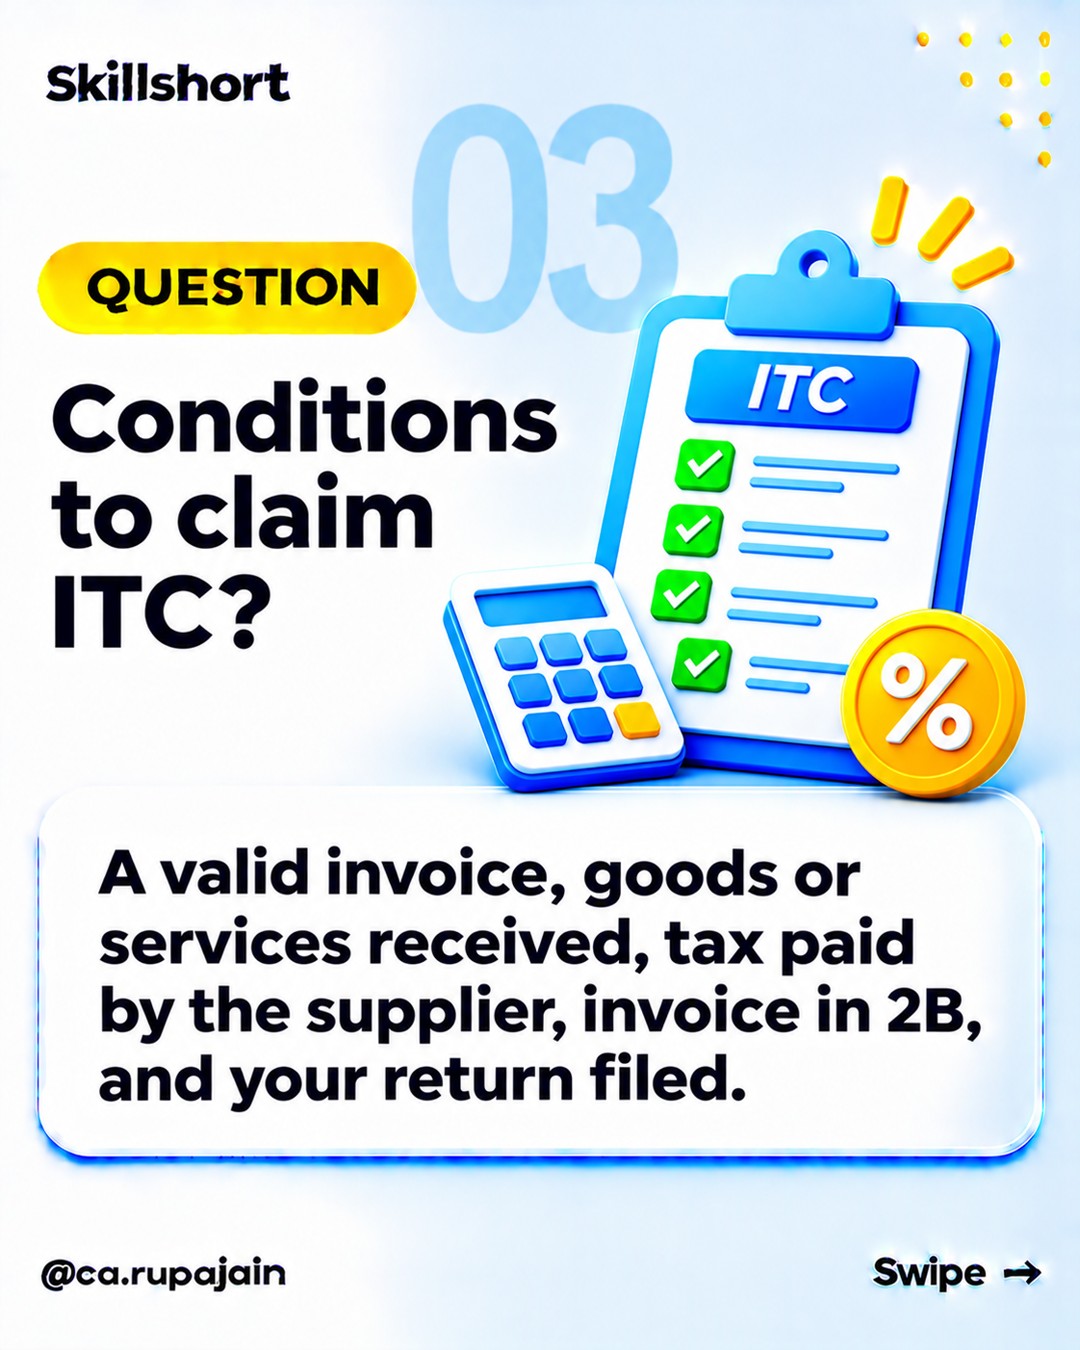 Skillshort
03
QUESTION
Conditions
to claim
ITC?
ITC
%
A valid invoice, goods or
services received, tax paid
by the supplier, invoice in 2B,
and your return filed.
@ca.rupajain
Swipe →